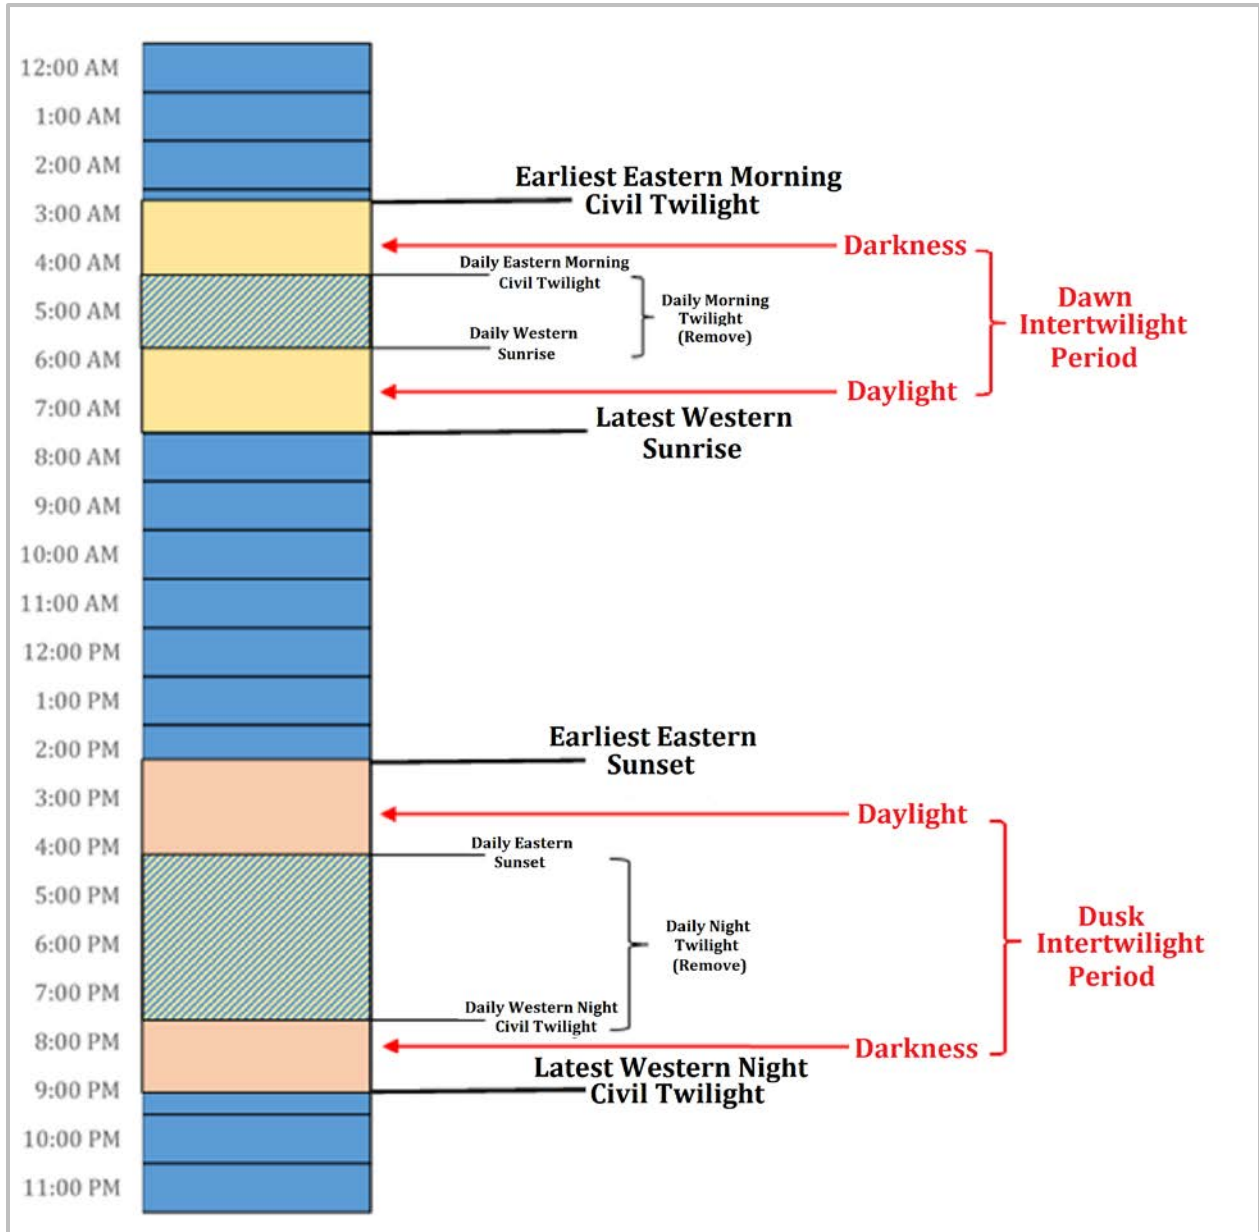 12:00 AM
1:00 AM
2:00 AM
3:00 AM
4:00 AM
5:00 AM
6:00 AM
7:00 AM
8:00 AM
9:00 AM
10:00 AM
11:00 AM
12:00 PM
1:00 PM
2:00 PM
3:00 PM
4:00 PM
5:00 PM
6:00 PM
7:00 PM
8:00 PM
9:00 PM
10:00 PM
11:00 PM
Earliest Eastern Morning
Civil Twilight
Darkness
Daily Eastern Morning
Civil Twilight
Daily Morning
Twilight
(Remove)
Daily Western
Sunrise
Dawn
Intertwilight
Period
Daylight
Latest Western
Sunrise
Earliest Eastern
Sunset
Daylight
Daily Eastern
Sunset
Daily Night
Twilight
(Remove)
Dusk
Intertwilight
Period
Daily Western Night
Civil Twilight
Darkness
Latest Western Night
Civil Twilight